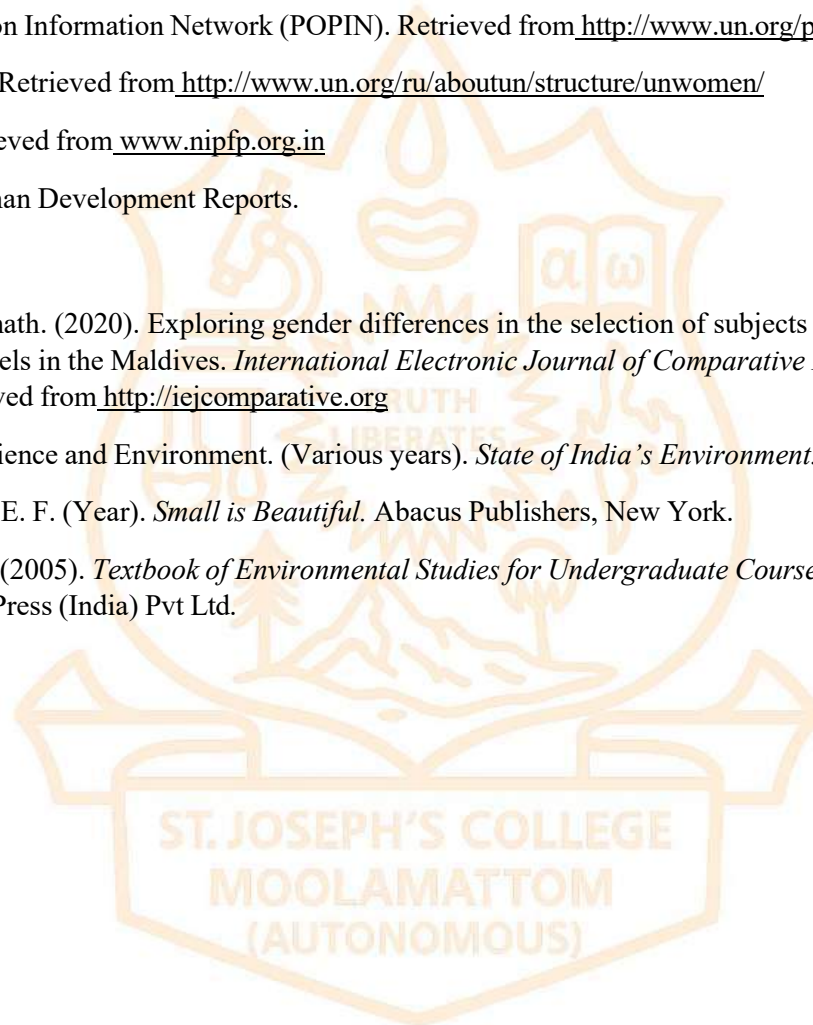 on Information Network (POPIN). Retrieved from http://www.un.org/p
Retrieved from http://www.un.org/ru/aboutun/structure/unwomen/
eved from www.nipfp.org.in
nan Development Reports.
α ω
nath. (2020). Exploring gender differences in the selection of subjects
els in the Maldives. International Electronic Journal of Comparative
ved from http://iejcomparative.org
TRUTH
LIBERATES
ience and Environment. (Various years). State of India’s Environment.
E. F. (Year). Small is Beautiful. Abacus Publishers, New York.
(2005). Textbook of Environmental Studies for Undergraduate Course
Press (India) Pvt Ltd.
ST. JOSEPH'S COLLEGE
MOOLAMATTOM
(AUTONOMOUS)